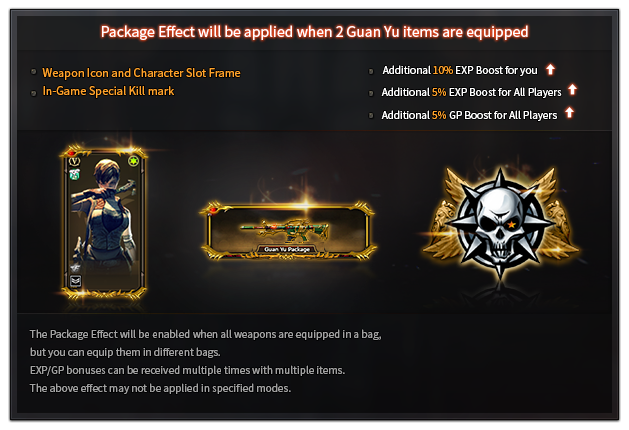 Package Effect will be applied when 2 Guan Yu items are equipped
Weapon Icon and Character Slot Frame
In-Game Special Kill mark
Additional 10% EXP Boost for you
Additional 5% EXP Boost for All Players
Additional 5% GP Boost for All Players
V
Guan Yu Package
The Package Effect will be enabled when all weapons are equipped in a bag,
but you can equip them in different bags.
EXP/GP bonuses can be received multiple times with multiple items.
The above effect may not be applied in specified modes.